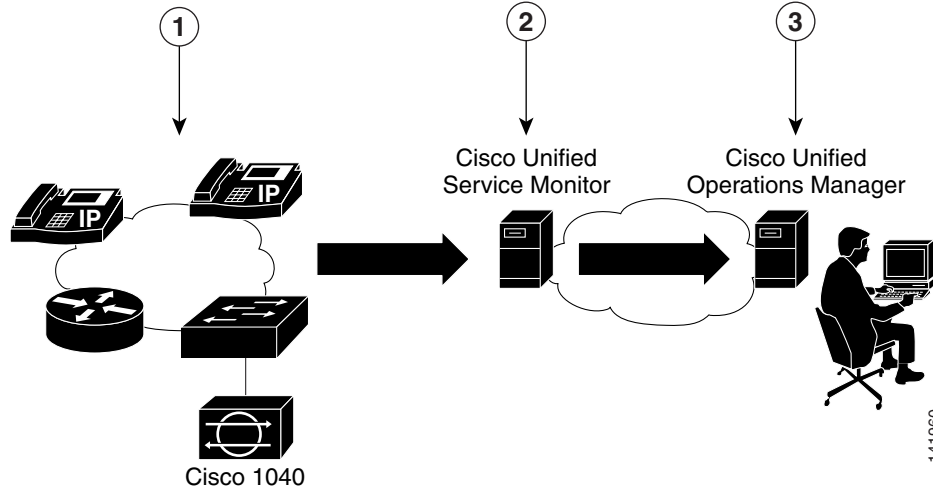 1
2
3
Cisco Unified
Service Monitor
Cisco Unified
Operations Manager
IP
IP
Cisco 1040